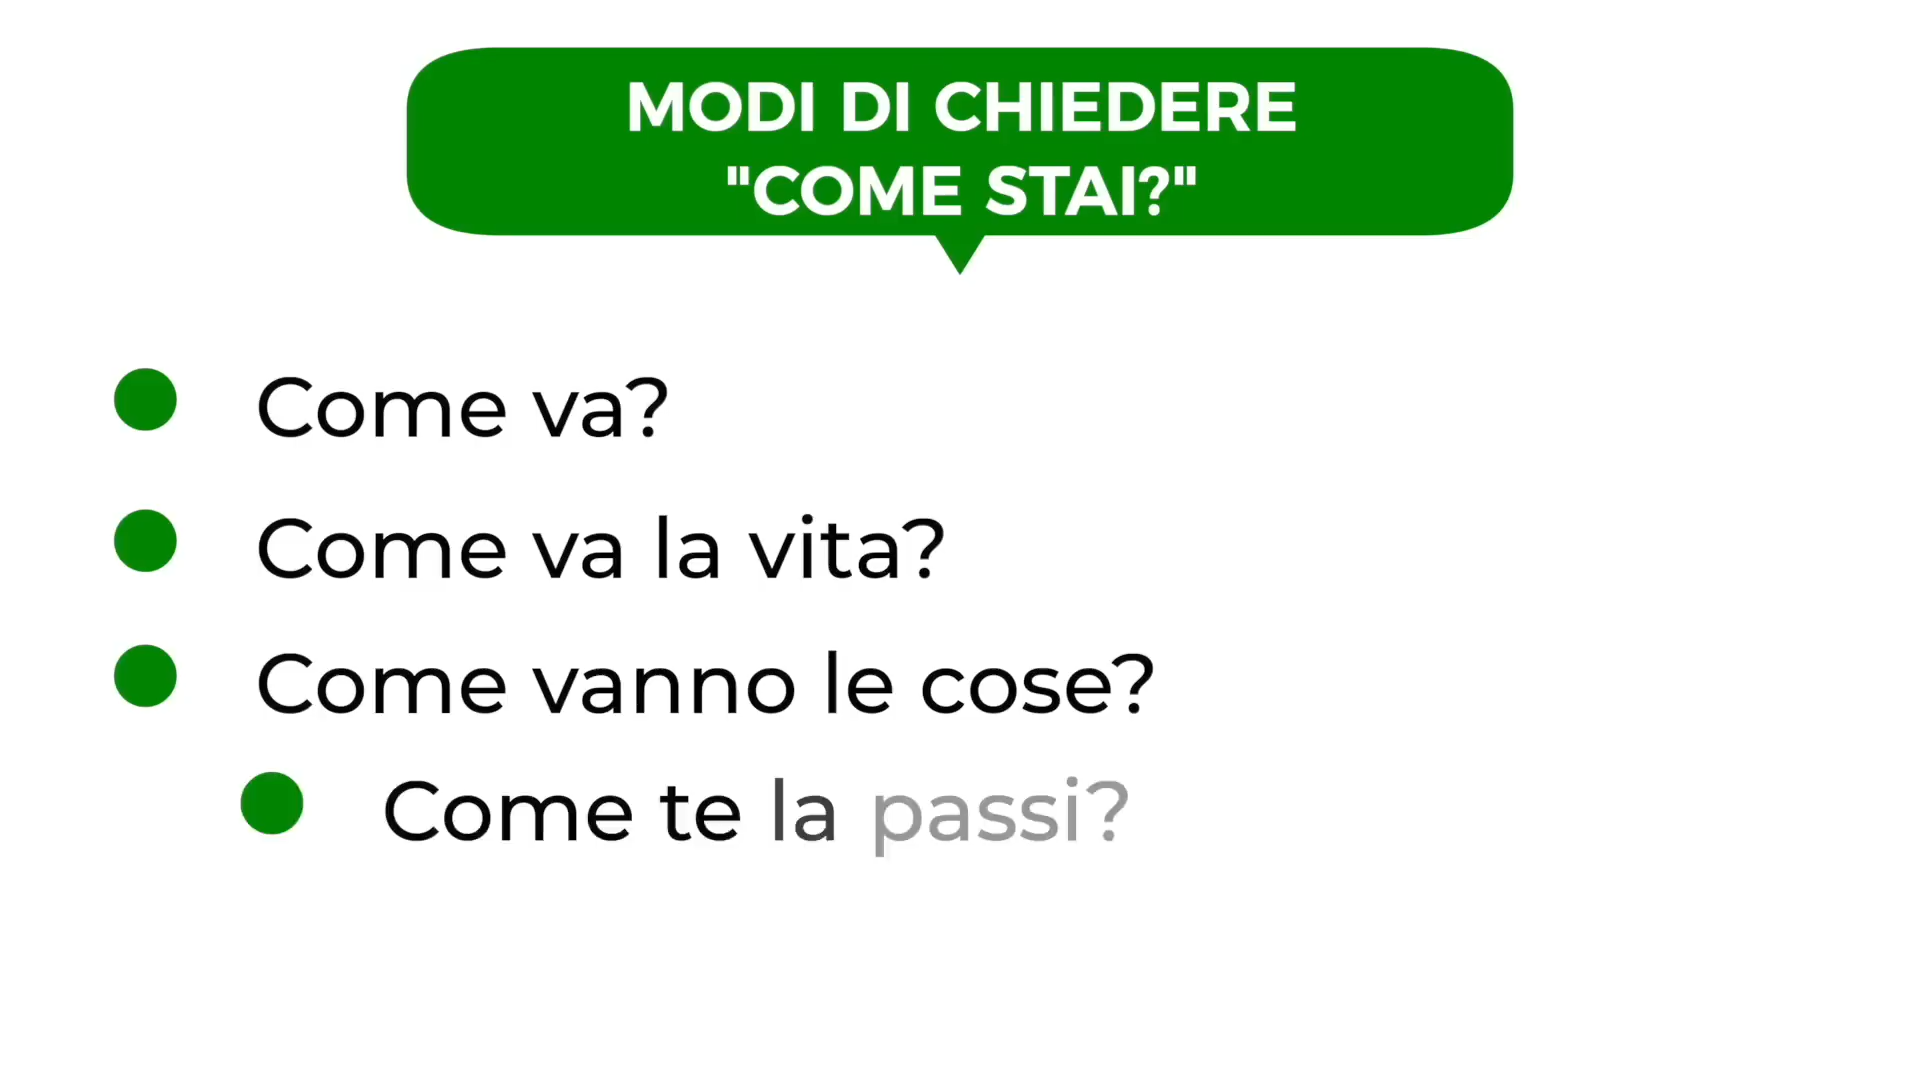 MODI DI CHIEDERE
"COME STAI?"
Come va?
Come va la vita?
Come vanno le cose?
Come te la passi?